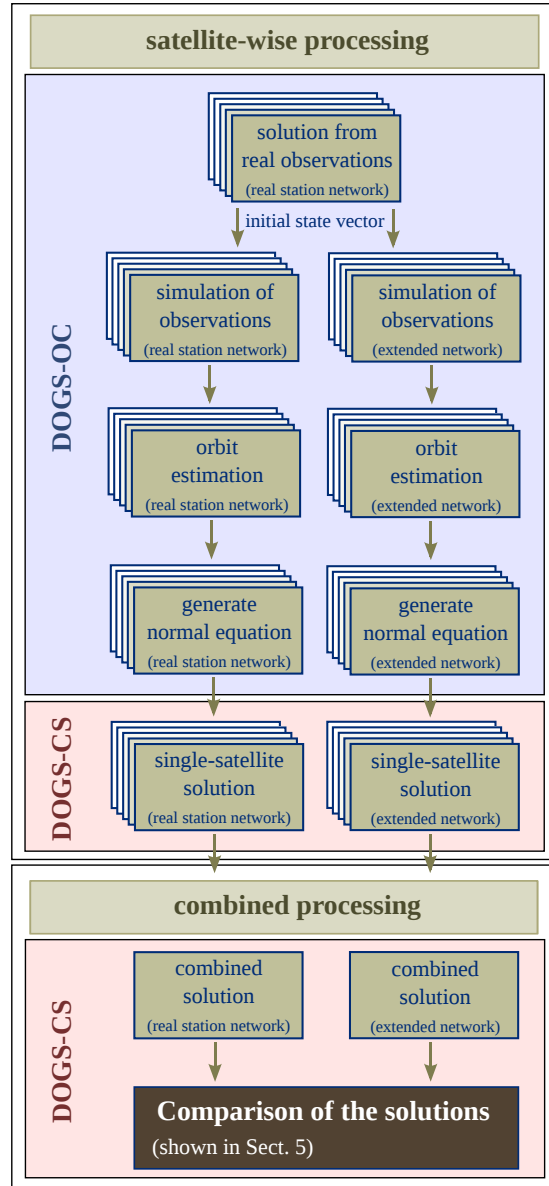 satellite-wise processing
DOGS-OC
solution from
real observations
(real station network)
initial state vector
simulation of
observations
(real station network)
simulation of
observations
(extended network)
orbit
estimation
(real station network)
orbit
estimation
(extended network)
generate
normal equation
(real station network)
generate
normal equation
(extended network)
DOGS-CS
single-satellite
solution
(real station network)
single-satellite
solution
(extended network)
combined processing
DOGS-CS
combined
solution
(real station network)
combined
solution
(extended network)
Comparison of the solutions
(shown in Sect. 5)